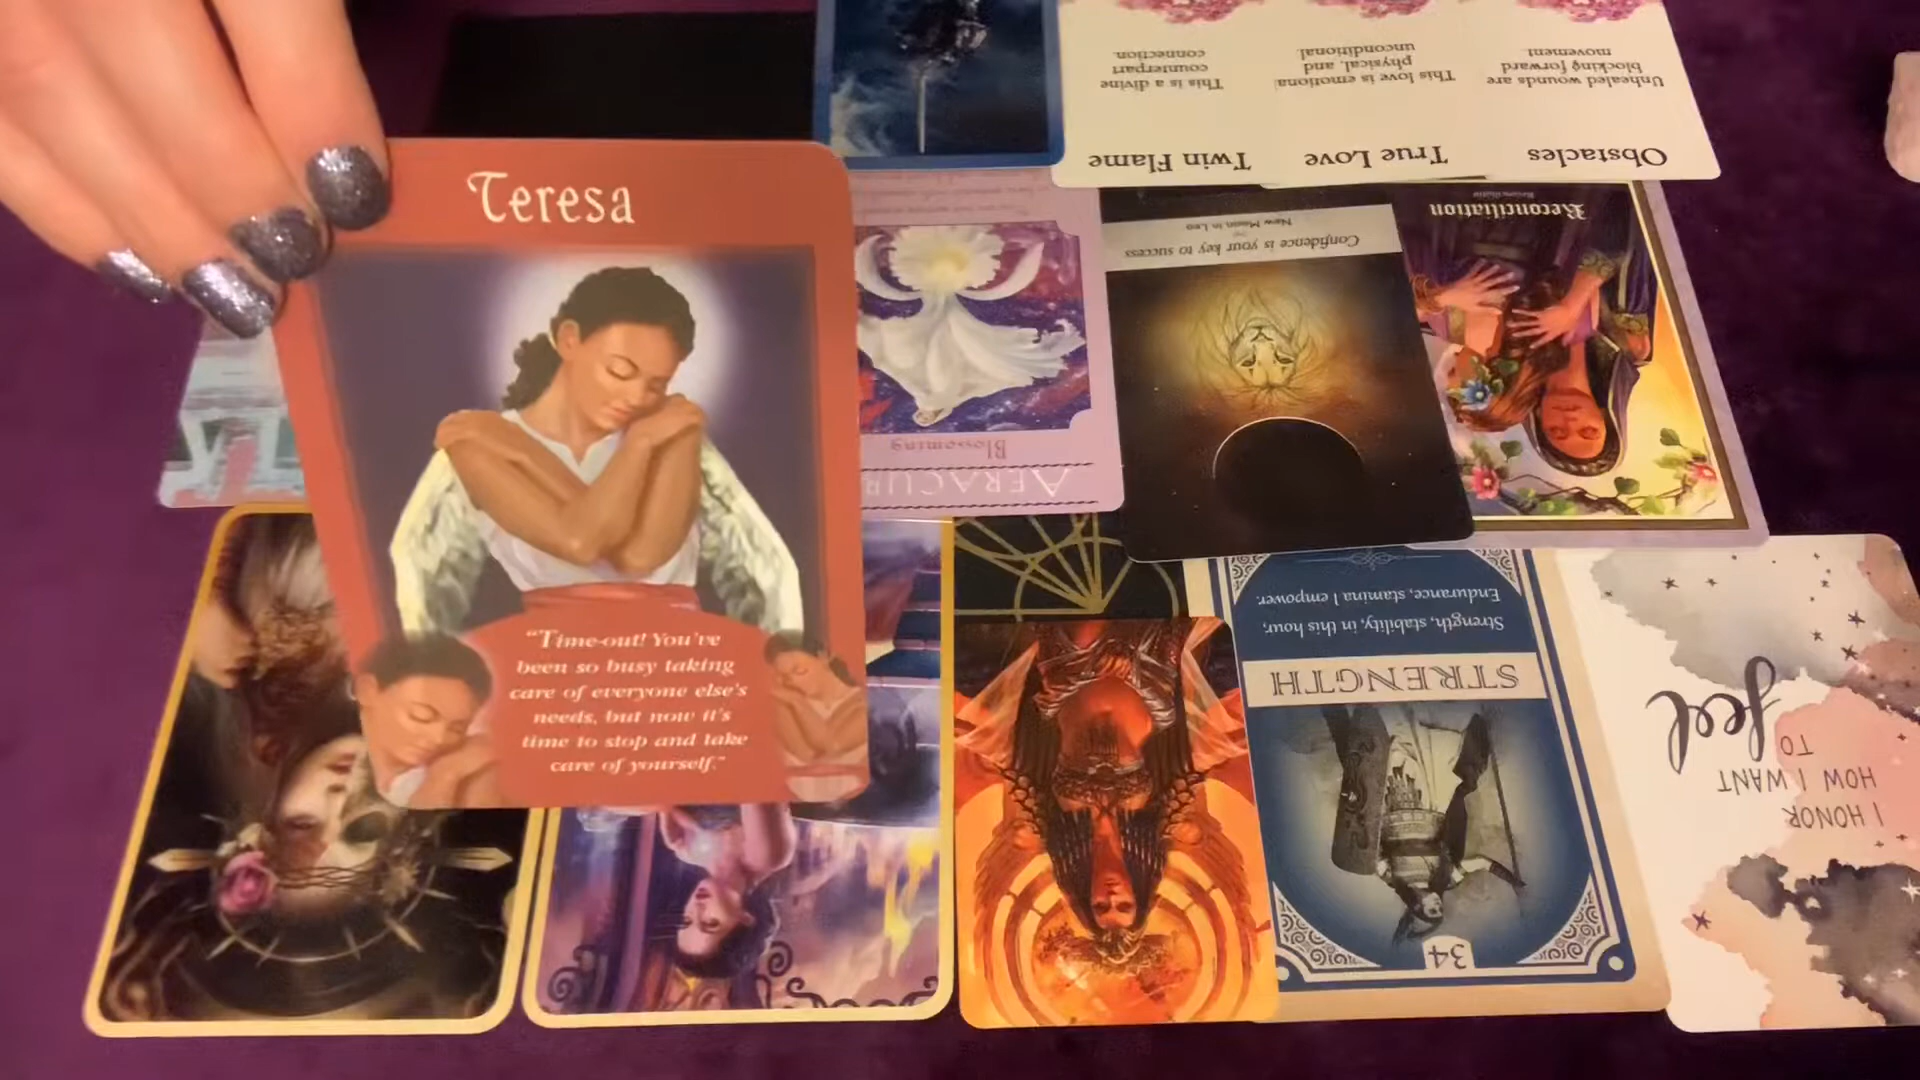 Teresa
"Time-out! You've
been so busy taking
care of everyone else's
needs, but now it's
time to stop and take
care of yourself."
Twin Flame
This is a divine
counterpart
connection.
True Love
This love is emotional,
physical, and
unconditional.
Obstacles
Unhealed wounds are
blocking forward
movement.
AERACUR
Blossoming
Confidence is your key to success
New Moon in Leo
Reconciliation
34
STRENGTH
Strength, stability, in this hour,
Endurance, stamina I empower.
I HONOR
HOW I WANT
TO
feel